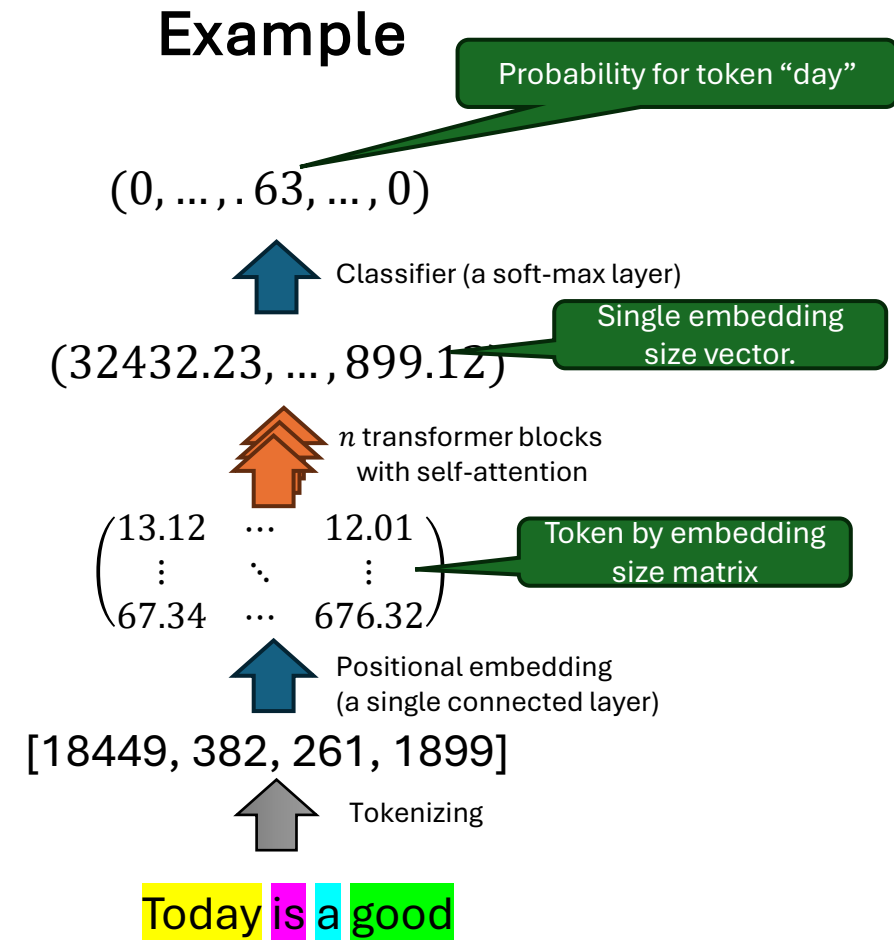 Example
Probability for token “day”
(0, … , . 63, … , 0)
Classifier (a soft-max layer)
Single embedding
size vector.
(32432.23, … , 899.12)
n transformer blocks
with self-attention
13.12 ⋯ 12.01
⋮ ⋱ ⋮
67.34 ⋯ 676.32
Token by embedding
size matrix
Positional embedding
(a single connected layer)
[18449, 382, 261, 1899]
Tokenizing
Today is a good